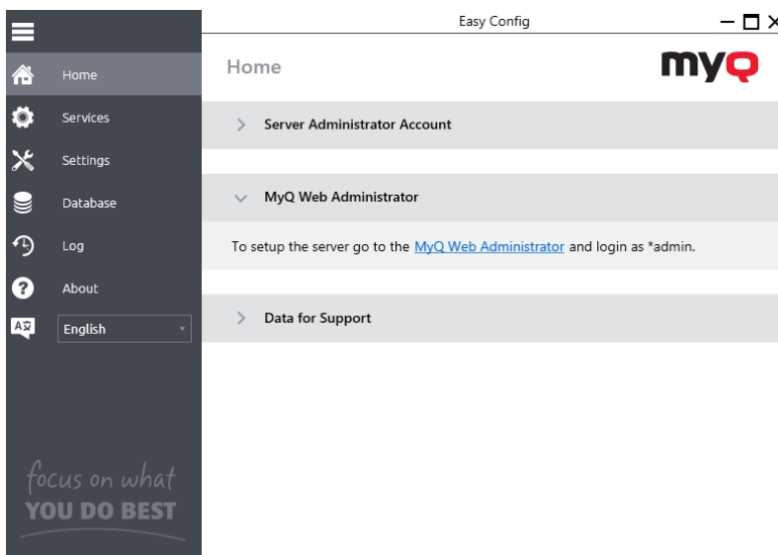 Easy Config
Home
Services
Settings
Database
Log
About
English
focus on what
YOU DO BEST
Home
myQ
Server Administrator Account
MyQ Web Administrator
To setup the server go to the MyQ Web Administrator and login as *admin.
Data for Support